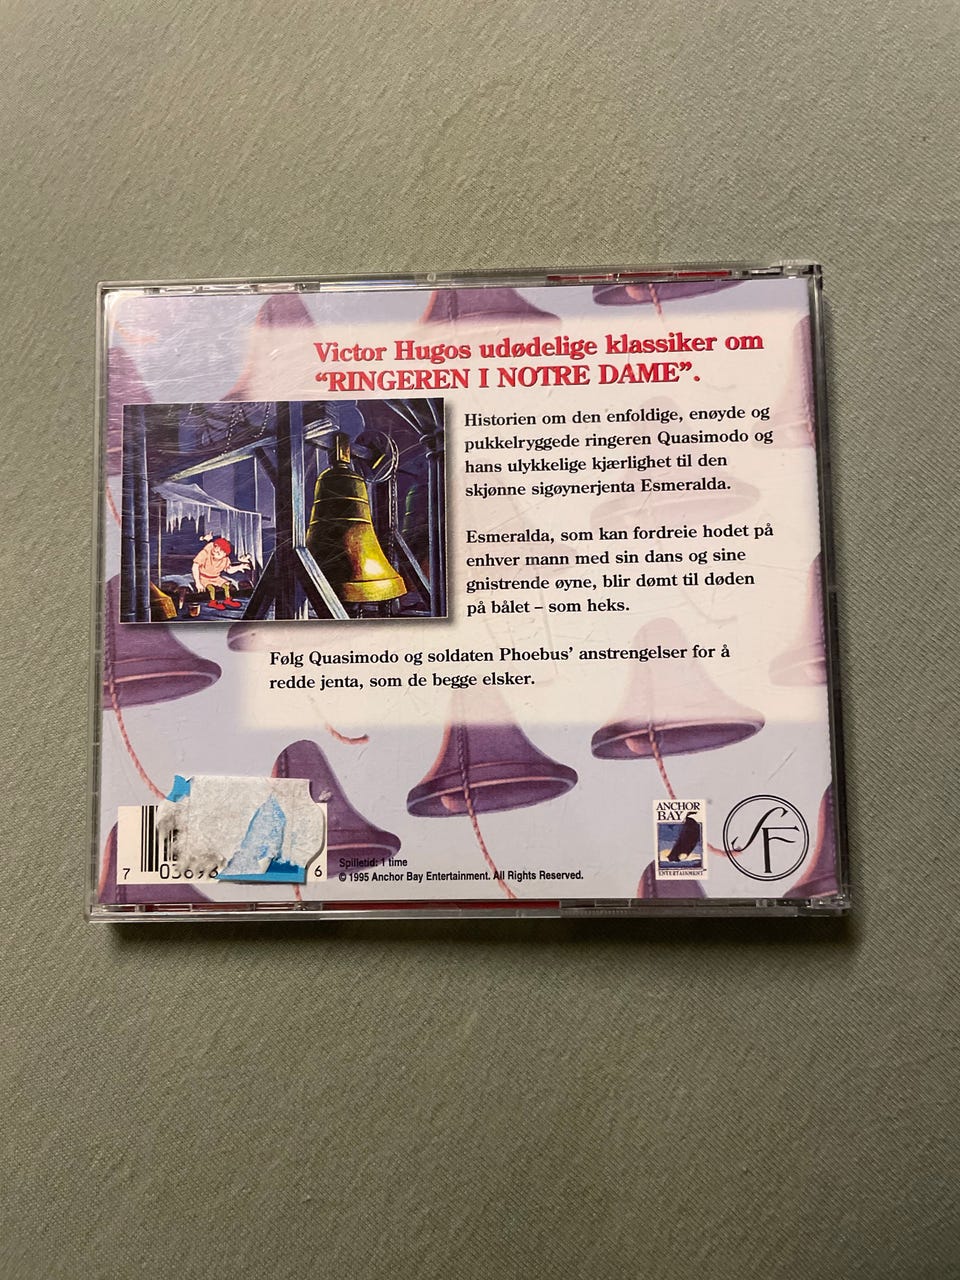 Victor Hugos udødelige klassiker om
“RINGEREN I NOTRE DAME”.
Historien om den enfoldige, enøyde og
pukkelryggede ringeren Quasimodo og
hans ulykkelige kjærlighet til den
skjønne sigøynerjenta Esmeralda.
Esmeralda, som kan fordreie hodet på
enhver mann med sin dans og sine
gnistrende øyne, blir dømt til døden
på bålet – som heks.
Følg Quasimodo og soldaten Phoebus’ anstrengelser for å
redde jenta, som de begge elsker.
7 03698 6
Spilletid: 1 time
© 1995 Anchor Bay Entertainment. All Rights Reserved.
ANCHOR
BAY
ENTERTAINMENT
SF